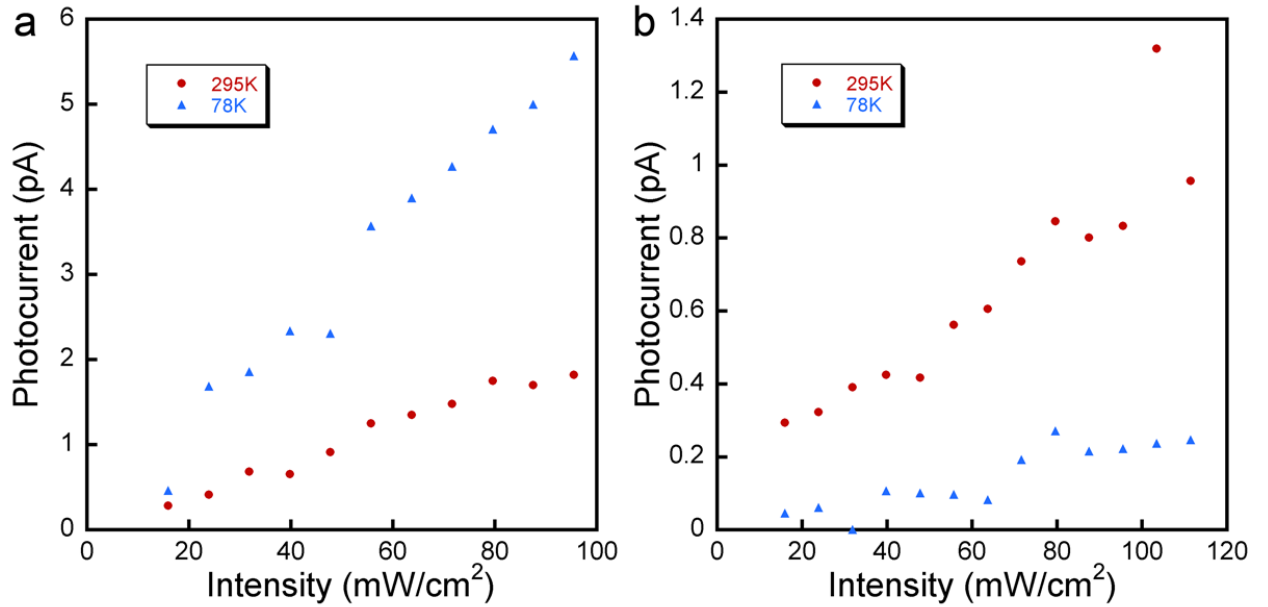 a
6
5
4
3
2
1
0
Photocurrent (pA)
295K
78K
0 20 40 60 80 100
Intensity (mW/cm²)
b
1.4
1.2
1
0.8
0.6
0.4
0.2
0
Photocurrent (pA)
295K
78K
0 20 40 60 80 100 120
Intensity (mW/cm²)